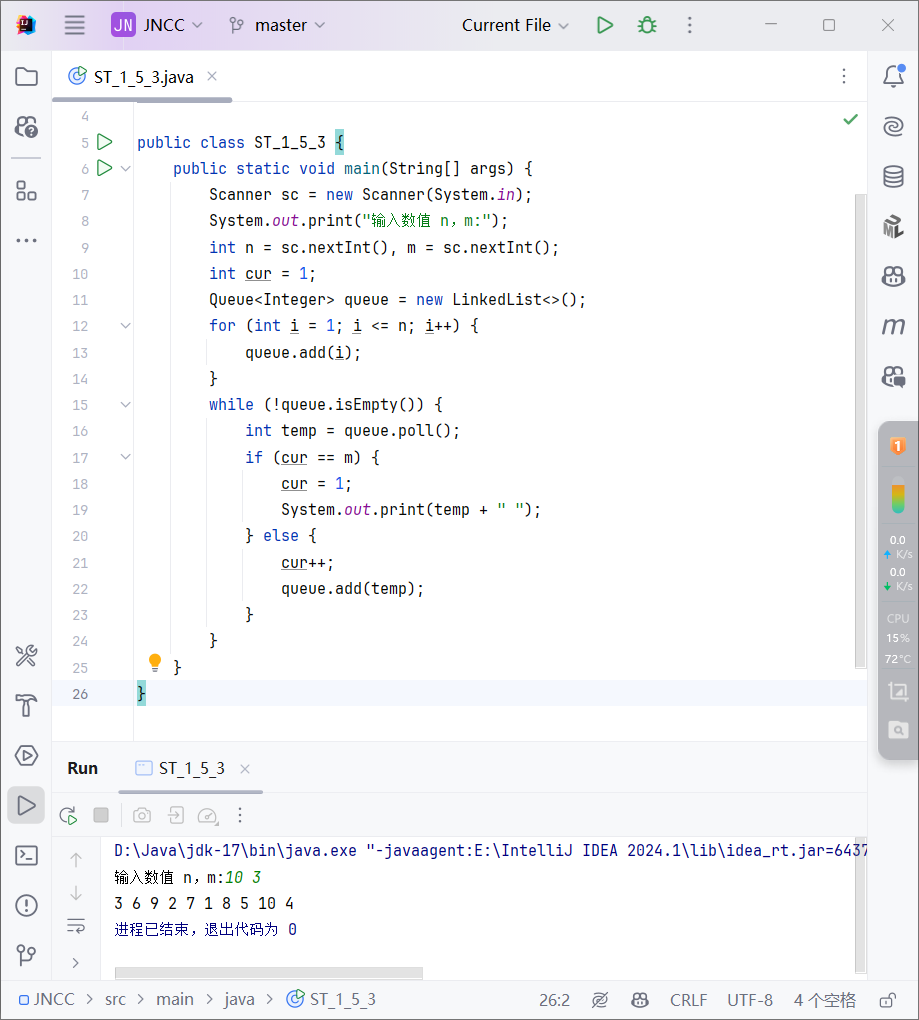 JN JNCC master Current File
ST_1_5_3.java
4
5 public class ST_1_5_3 {
6 public static void main(String[] args) {
7 Scanner sc = new Scanner(System.in);
8 System.out.print("输入数值 n，m:");
9 int n = sc.nextInt(), m = sc.nextInt();
10 int cur = 1;
11 Queue<Integer> queue = new LinkedList<>();
12 for (int i = 1; i <= n; i++) {
13 queue.add(i);
14 }
15 while (!queue.isEmpty()) {
16 int temp = queue.poll();
17 if (cur == m) {
18 cur = 1;
19 System.out.print(temp + " ");
20 } else {
21 cur++;
22 queue.add(temp);
23 }
24 }
25 }
26 }
UML
m
1
0.0
K/s
0.0
K/s
CPU
15%
72°C
Run ST_1_5_3
D:\Java\jdk-17\bin\java.exe "-javaagent:E:\IntelliJ IDEA 2024.1\lib\idea_rt.jar=6437
输入数值 n，m:10 3
3 6 9 2 7 1 8 5 10 4
进程已结束，退出代码为 0
JNCC > src > main > java > ST_1_5_3 26:2 CRLF UTF-8 4 个空格